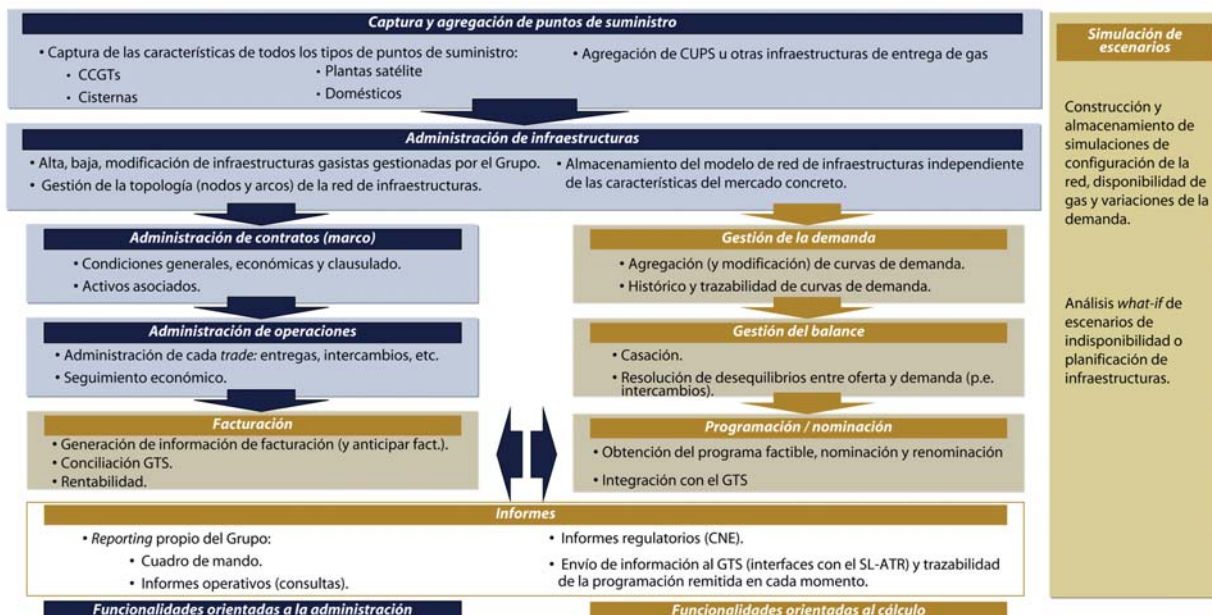 Captura y agregación de puntos de suministro
• Captura de las características de todos los tipos de puntos de suministro:
• CCGTs
• Cisternas
• Plantas satélite
• Domésticos
• Agregación de CUPS u otras infraestructuras de entrega de gas
Administración de infraestructuras
• Alta, baja, modificación de infraestructuras gasistas gestionadas por el Grupo.
• Gestión de la topología (nodos y arcos) de la red de infraestructuras.
• Almacenamiento del modelo de red de infraestructuras independiente
de las características del mercado concreto.
Administración de contratos (marco)
• Condiciones generales, económicas y clausulado.
• Activos asociados.
Administración de operaciones
• Administración de cada trade: entregas, intercambios, etc.
• Seguimiento económico.
Facturación
• Generación de información de facturación (y anticipar fact.).
• Conciliación GTS.
• Rentabilidad.
Gestión de la demanda
• Agregación (y modificación) de curvas de demanda.
• Histórico y trazabilidad de curvas de demanda.
Gestión del balance
• Casación.
• Resolución de desequilibrios entre oferta y demanda (p.e.
intercambios).
Programación / nominación
• Obtención del programa factible, nominación y renominación
• Integración con el GTS
Informes
• Reporting propio del Grupo:
• Cuadro de mando.
• Informes operativos (consultas).
• Informes regulatorios (CNE).
• Envío de información al GTS (interfaces con el SL-ATR) y trazabilidad
de la programación remitida en cada momento.
Funcionalidades orientadas a la administración
Funcionalidades orientadas al cálculo
Simulación de
escenarios
Construcción y
almacenamiento de
simulaciones de
configuración de la
red, disponibilidad de
gas y variaciones de la
demanda.
Análisis what-if de
escenarios de
indisponibilidad o
planificación de
infraestructuras.